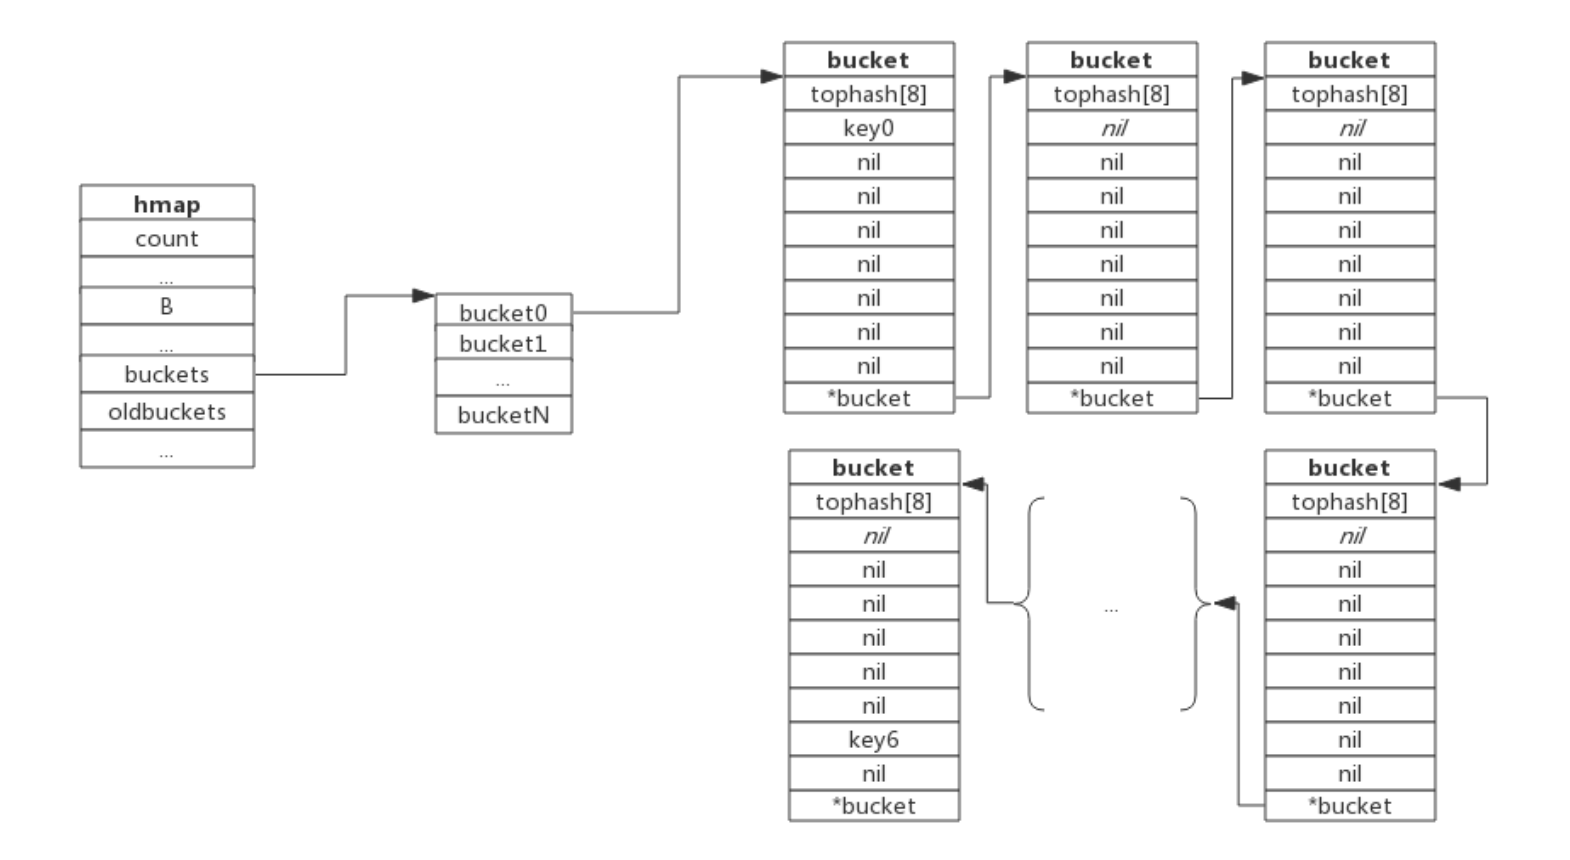 hmap
count
...
B
...
buckets
oldbuckets
...
bucket0
bucket1
...
bucketN
bucket
tophash[8]
key0
nil
nil
nil
nil
nil
nil
nil
*bucket
bucket
tophash[8]
nil
nil
nil
nil
nil
nil
nil
nil
*bucket
bucket
tophash[8]
nil
nil
nil
nil
nil
nil
nil
nil
*bucket
bucket
tophash[8]
nil
nil
nil
nil
nil
nil
nil
nil
*bucket
...
bucket
tophash[8]
nil
nil
nil
nil
nil
nil
key6
nil
*bucket